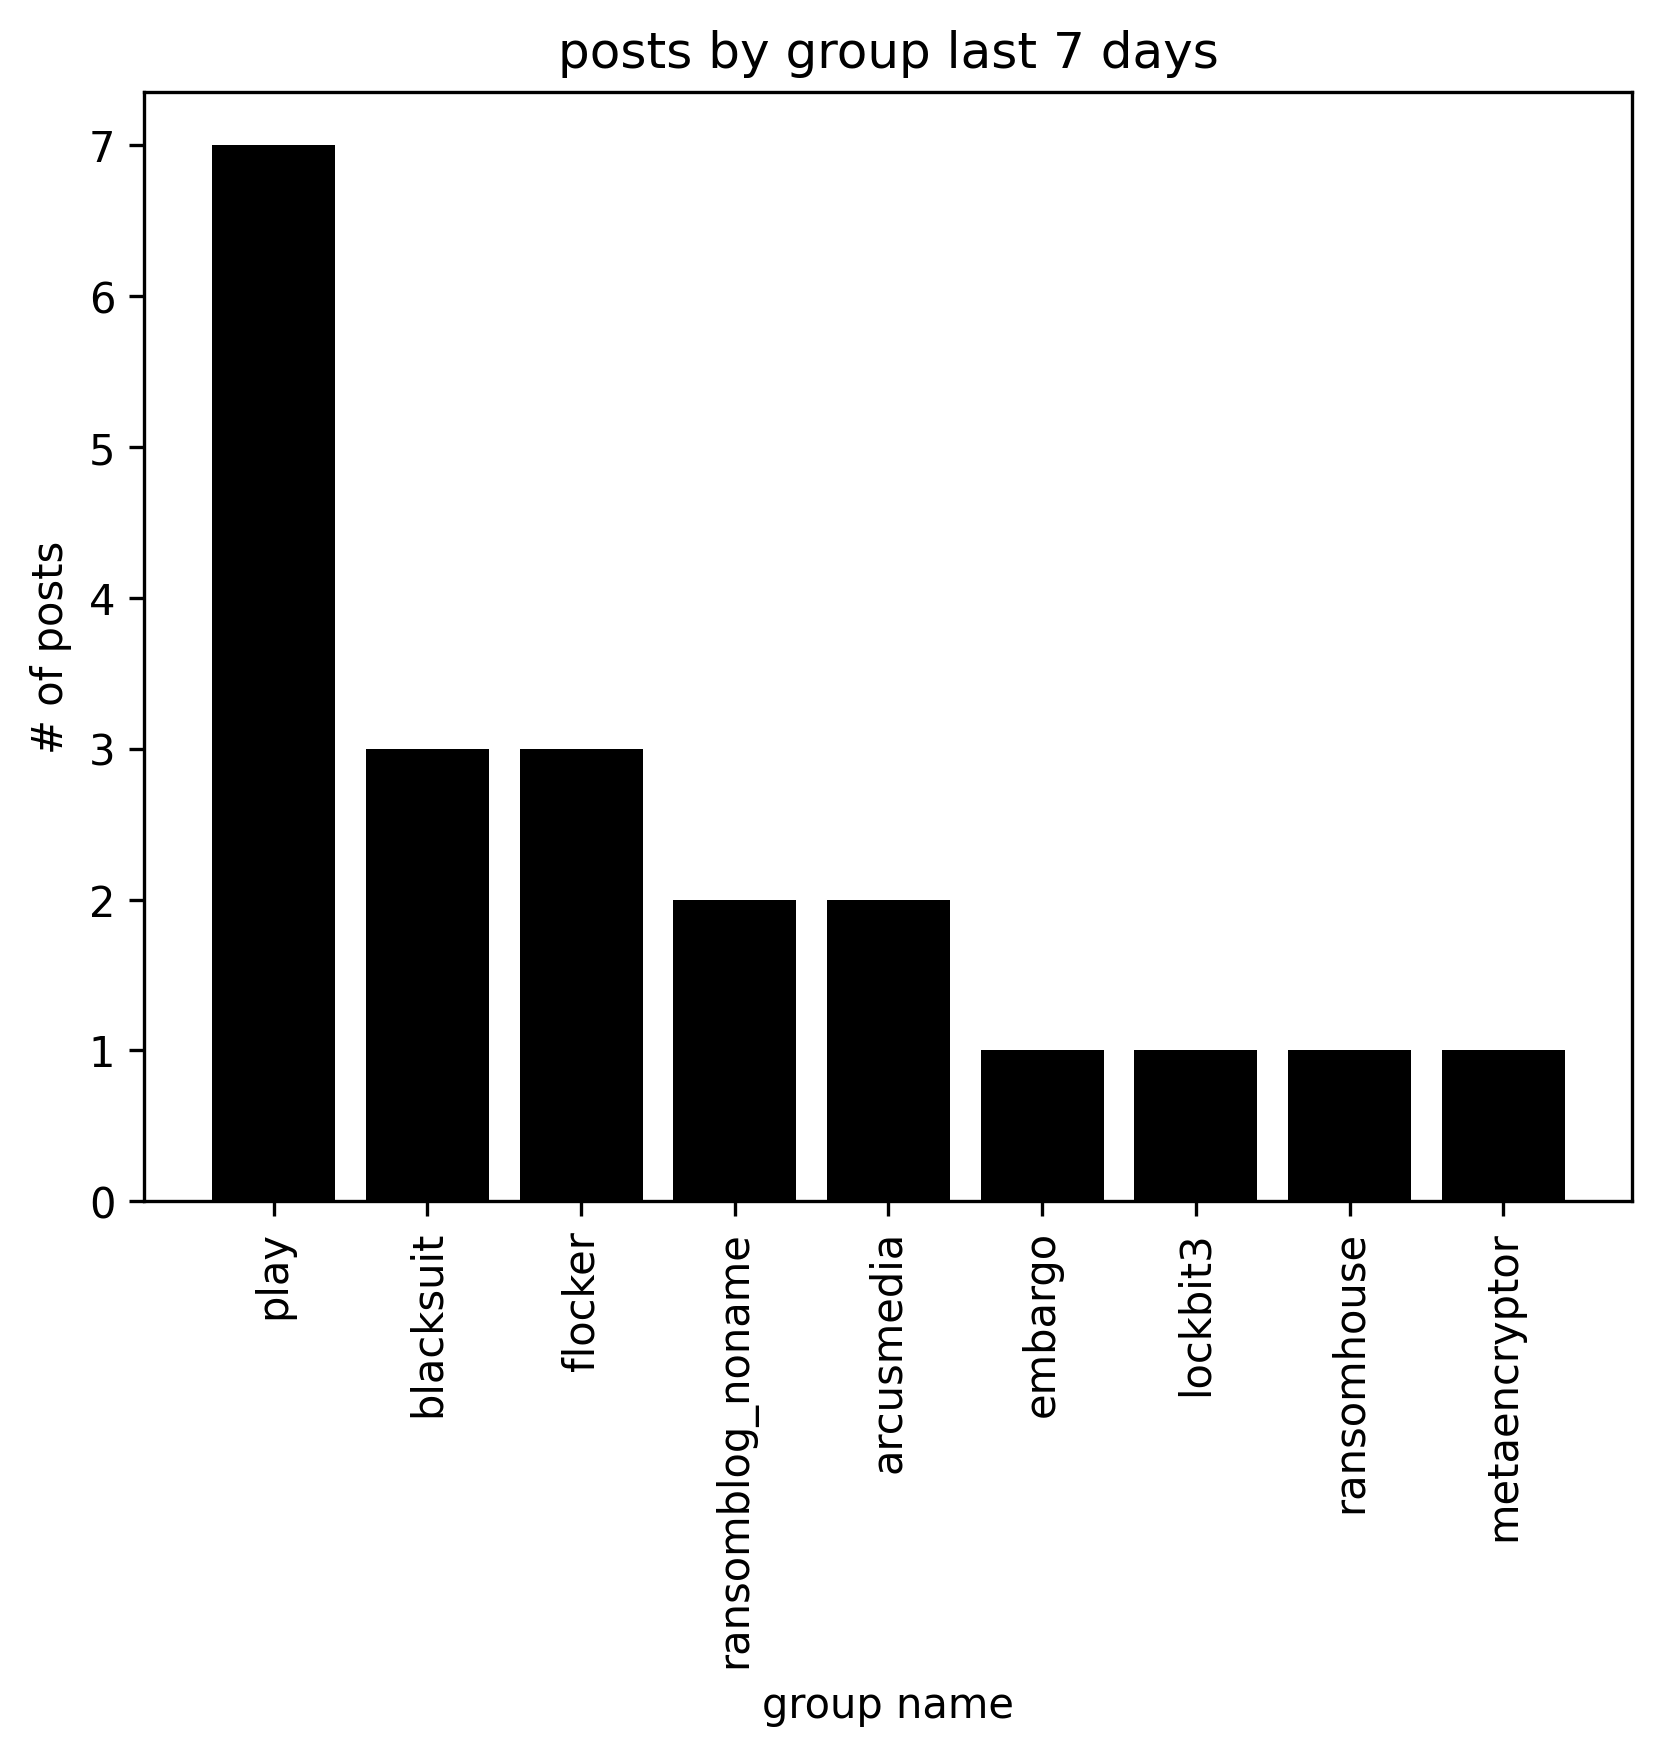 posts by group last 7 days
# of posts
7
6
5
4
3
2
1
0
play
blacksuit
flocker
ransomblog_noname
arcusmedia
embargo
lockbit3
ransomhouse
metaencryptor
group name